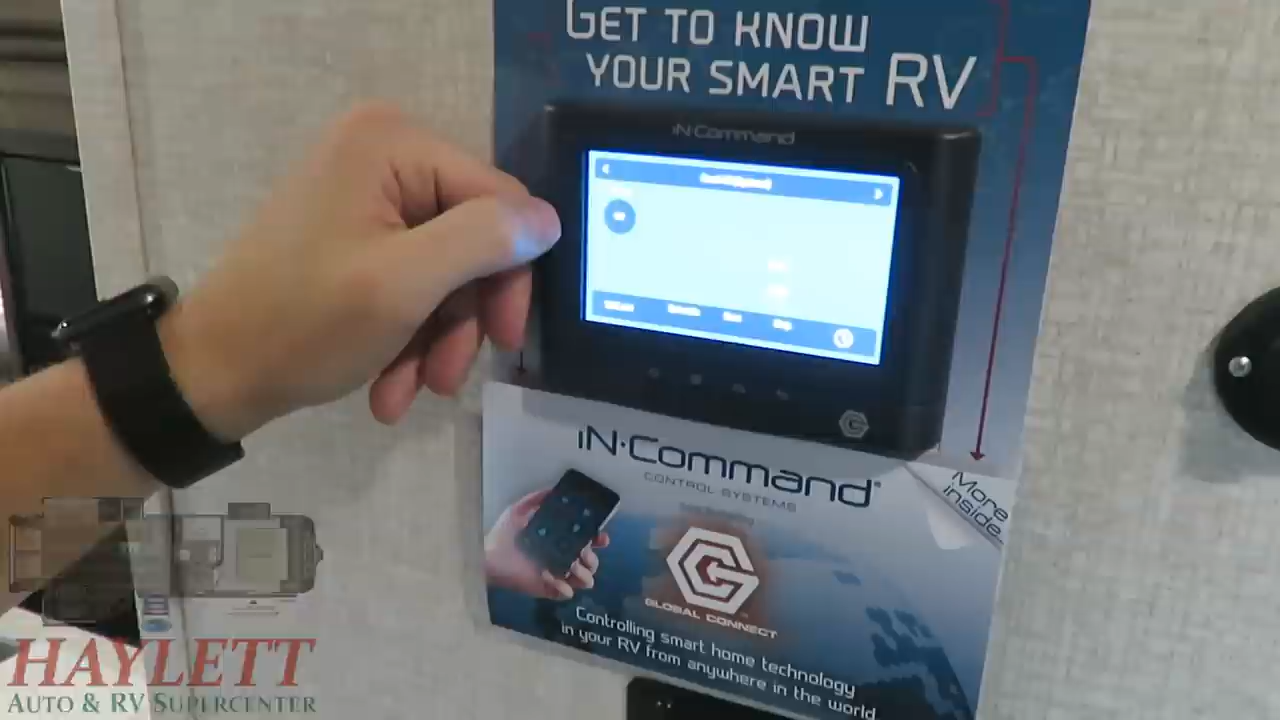 GET TO KNOW
YOUR SMART RV
iN·Command
iN·Command®
CONTROL SYSTEMS
More
inside...
GLOBAL CONNECT
Controlling smart home technology
in your RV from anywhere in the world.
HAYLETT
AUTO & RV SUPERCENTER